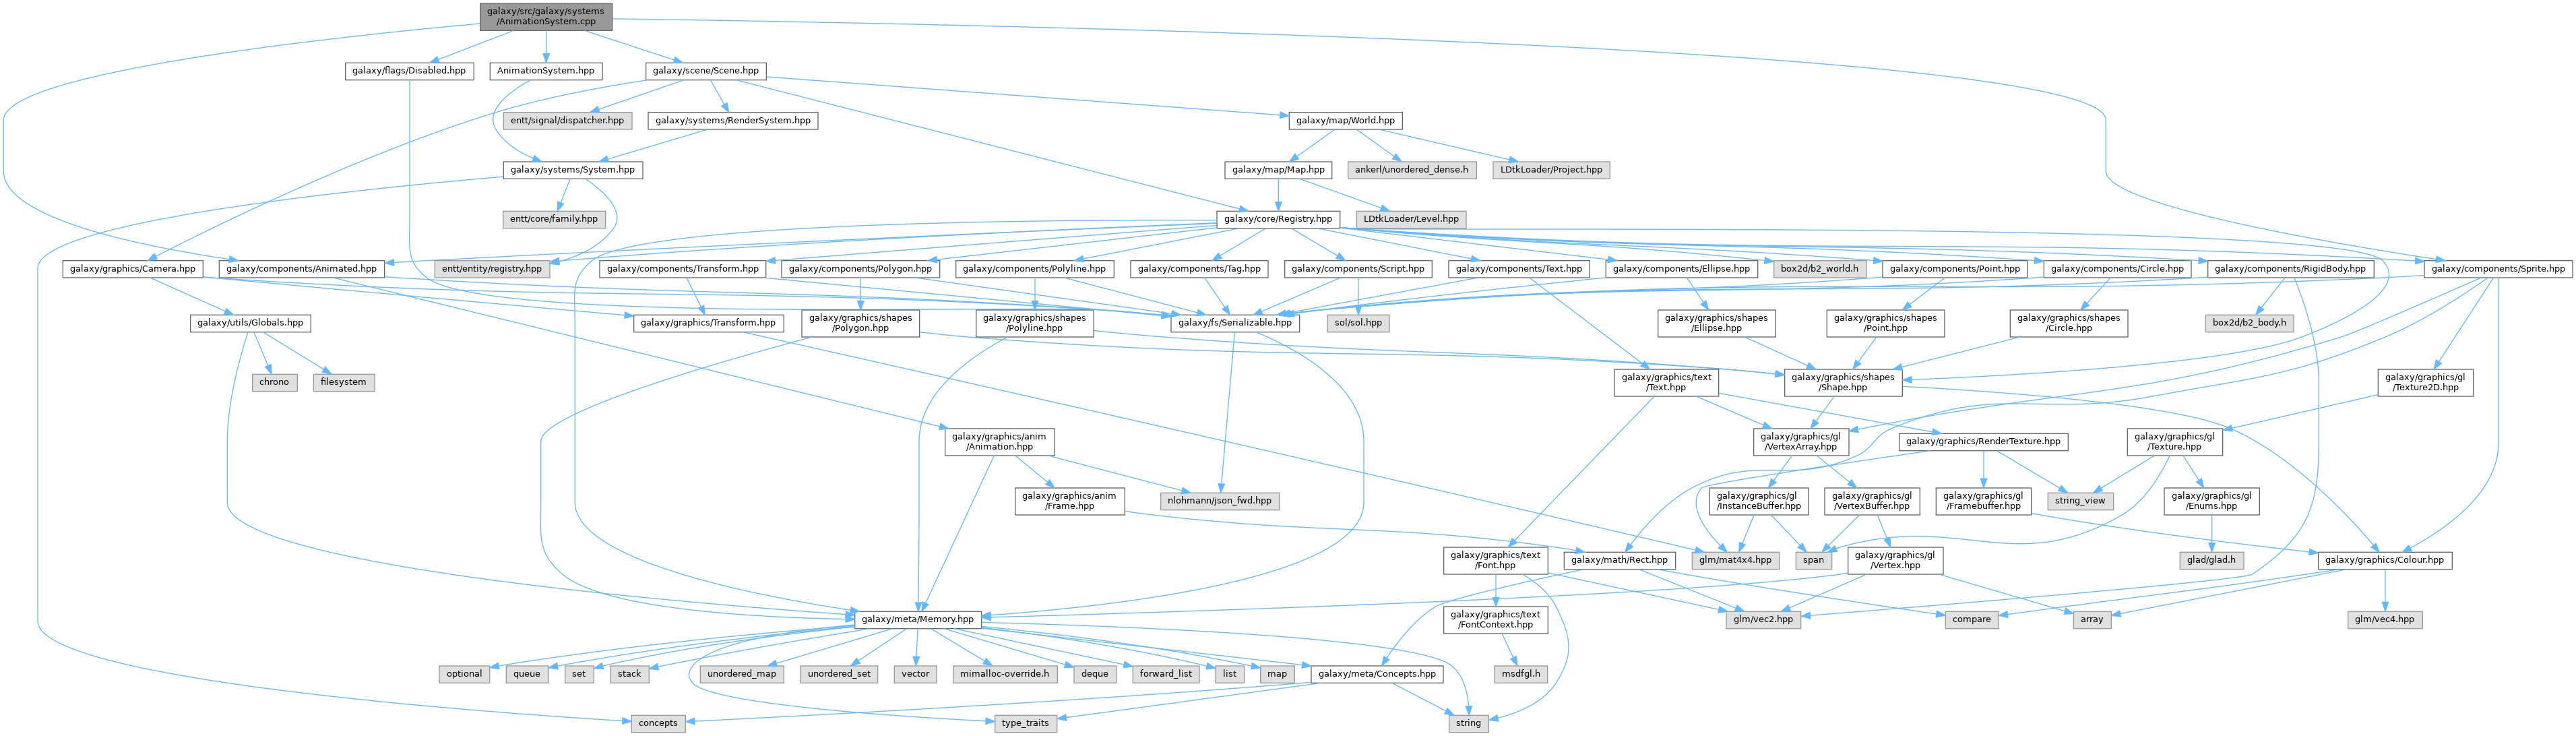 galaxy/src/galaxy/systems
/AnimationSystem.cpp
galaxy/flags/Disabled.hpp
AnimationSystem.hpp
galaxy/scene/Scene.hpp
entt/signal/dispatcher.hpp
galaxy/systems/RenderSystem.hpp
galaxy/map/World.hpp
galaxy/systems/System.hpp
galaxy/map/Map.hpp
ankerl/unordered_dense.h
LDtkLoader/Project.hpp
entt/core/family.hpp
galaxy/core/Registry.hpp
LDtkLoader/Level.hpp
galaxy/graphics/Camera.hpp
galaxy/components/Animated.hpp
entt/entity/registry.hpp
galaxy/components/Transform.hpp
galaxy/components/Polygon.hpp
galaxy/components/Polyline.hpp
galaxy/components/Tag.hpp
galaxy/components/Script.hpp
galaxy/components/Text.hpp
galaxy/components/Ellipse.hpp
box2d/b2_world.h
galaxy/components/Point.hpp
galaxy/components/Circle.hpp
galaxy/components/RigidBody.hpp
galaxy/components/Sprite.hpp
galaxy/utils/Globals.hpp
galaxy/graphics/Transform.hpp
galaxy/graphics/shapes
/Polygon.hpp
galaxy/graphics/shapes
/Polyline.hpp
galaxy/fs/Serializable.hpp
sol/sol.hpp
galaxy/graphics/shapes
/Ellipse.hpp
galaxy/graphics/shapes
/Point.hpp
galaxy/graphics/shapes
/Circle.hpp
box2d/b2_body.h
chrono
filesystem
galaxy/graphics/text
/Text.hpp
galaxy/graphics/shapes
/Shape.hpp
galaxy/graphics/gl
/Texture2D.hpp
galaxy/graphics/anim
/Animation.hpp
galaxy/graphics/gl
/VertexArray.hpp
galaxy/graphics/RenderTexture.hpp
galaxy/graphics/gl
/Texture.hpp
galaxy/graphics/anim
/Frame.hpp
nlohmann/json_fwd.hpp
galaxy/graphics/gl
/InstanceBuffer.hpp
galaxy/graphics/gl
/VertexBuffer.hpp
galaxy/graphics/gl
/Framebuffer.hpp
string_view
galaxy/graphics/gl
/Enums.hpp
galaxy/graphics/text
/Font.hpp
galaxy/math/Rect.hpp
glm/mat4x4.hpp
span
galaxy/graphics/gl
/Vertex.hpp
glad/glad.h
galaxy/graphics/Colour.hpp
galaxy/meta/Memory.hpp
galaxy/graphics/text
/FontContext.hpp
glm/vec2.hpp
compare
array
glm/vec4.hpp
optional
queue
set
stack
unordered_map
unordered_set
vector
mimalloc-override.h
deque
forward_list
list
map
galaxy/meta/Concepts.hpp
msdfgl.h
concepts
type_traits
string